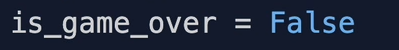 is_game_over = False